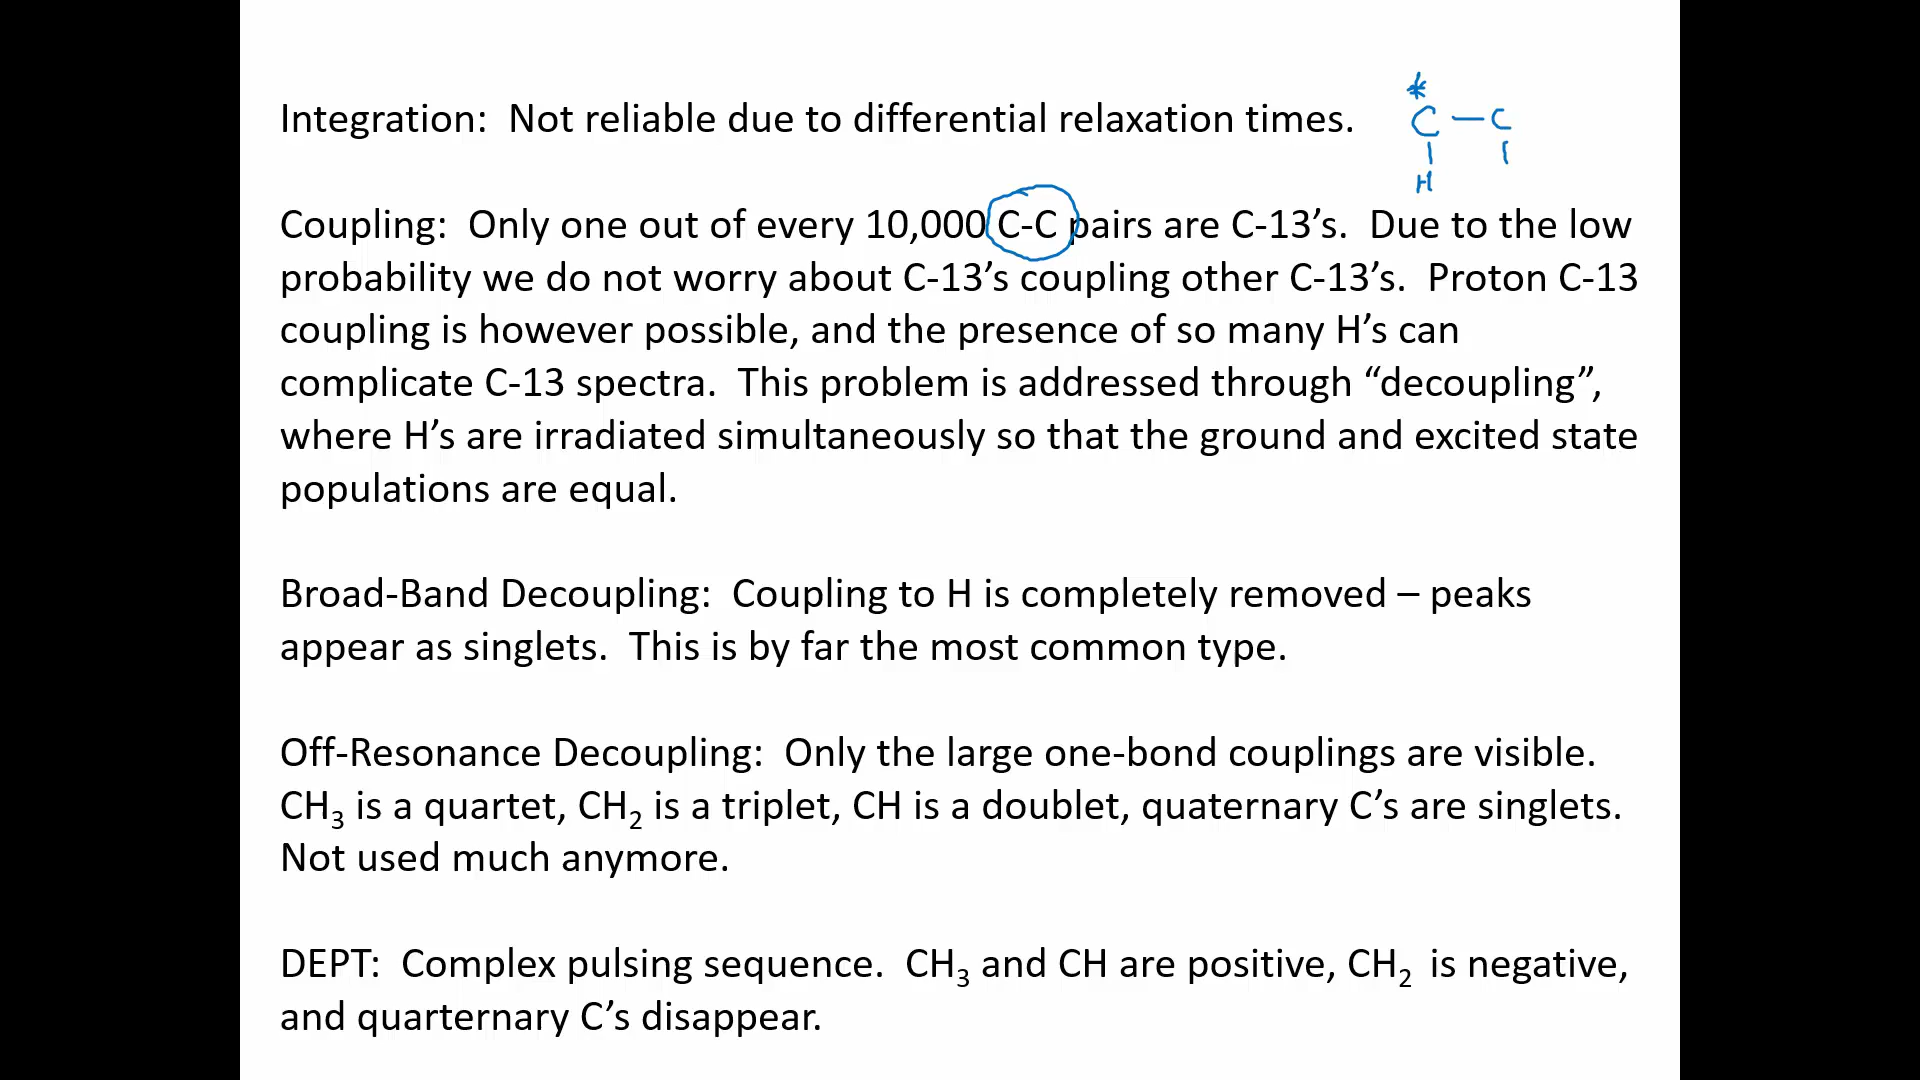 Integration:  Not reliable due to differential relaxation times.
*
C — C
H
Coupling:  Only one out of every 10,000 C-C pairs are C-13’s.  Due to the low
probability we do not worry about C-13’s coupling other C-13’s.  Proton C-13
coupling is however possible, and the presence of so many H’s can
complicate C-13 spectra.  This problem is addressed through “decoupling”,
where H’s are irradiated simultaneously so that the ground and excited state
populations are equal.
Broad-Band Decoupling:  Coupling to H is completely removed – peaks
appear as singlets.  This is by far the most common type.
Off-Resonance Decoupling:  Only the large one-bond couplings are visible.
CH₃ is a quartet, CH₂ is a triplet, CH is a doublet, quaternary C’s are singlets.
Not used much anymore.
DEPT:  Complex pulsing sequence.  CH₃ and CH are positive, CH₂ is negative,
and quarternary C’s disappear.